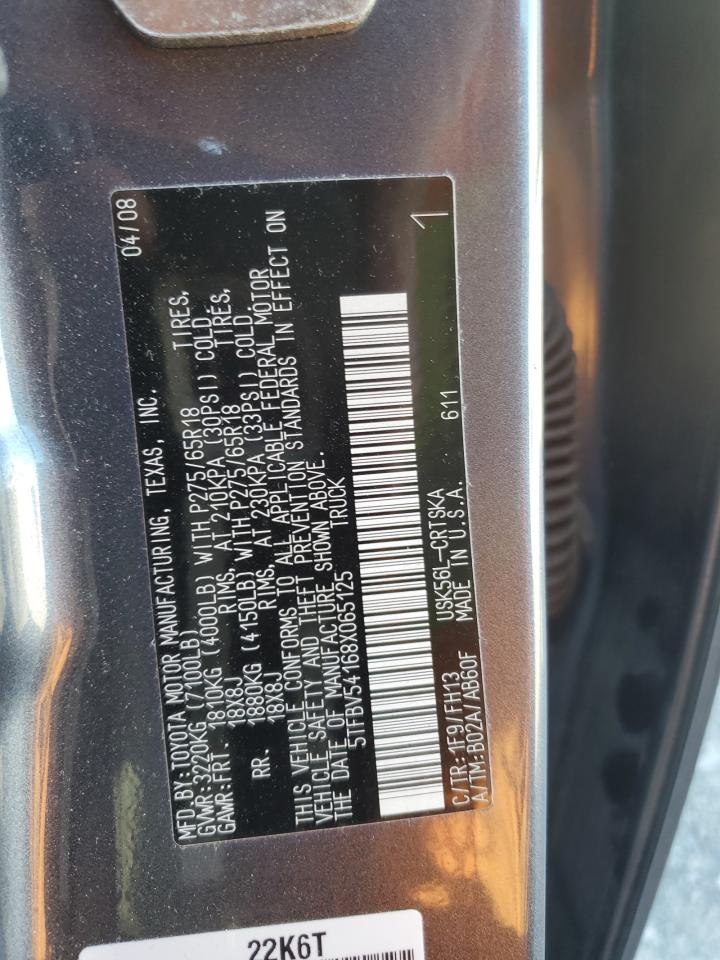 MFD.BY:TOYOTA MOTOR MANUFACTURING, TEXAS, INC. 04/08
GVWR:3220KG(7100LB)
GAWR:FRT. 1810KG (4000LB) WITH P275/65R18 TIRES,
18X8J RIMS, AT 210KPA (30PSI) COLD.
RR. 1880KG (4150LB) WITH P275/65R18 TIRES,
18X8J RIMS, AT 230KPA (33PSI) COLD.
THIS VEHICLE CONFORMS TO ALL APPLICABLE FEDERAL MOTOR
VEHICLE SAFETY AND THEFT PREVENTION STANDARDS IN EFFECT ON
THE DATE OF MANUFACTURE SHOWN ABOVE.
5TFBV54168X065125 TRUCK
C/TR:1F9/FH13 USK56L-CRTSKA 611 1
A/TM:B02A/AB60F MADE IN U.S.A.
22K6T